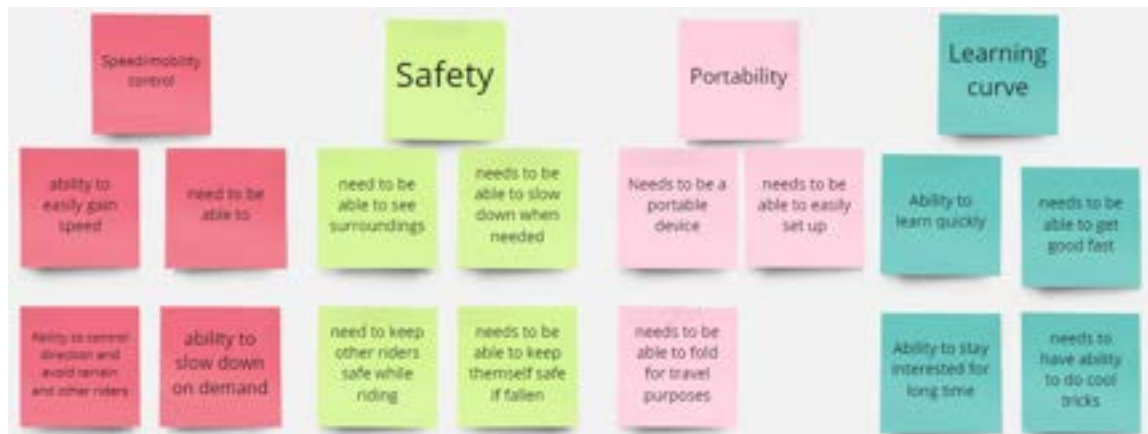 Speed/mobility
control
Safety
Portability
Learning
curve
ability to
easily gain
speed
need to be
able to
need to be
able to see
surroundings
needs to be
able to slow
down when
needed
Needs to be a
portable
device
needs to be
able to easily
set up
Ability to
learn quickly
needs to be
able to get
good fast
Ability to control
direction and
avoid terrain
and other riders
ability to
slow down
on demand
need to keep
other riders
safe while
riding
needs to be
able to keep
themself safe
if fallen
needs to be
able to fold
for travel
purposes
Ability to stay
interested for
long time
needs to
have ability
to do cool
tricks